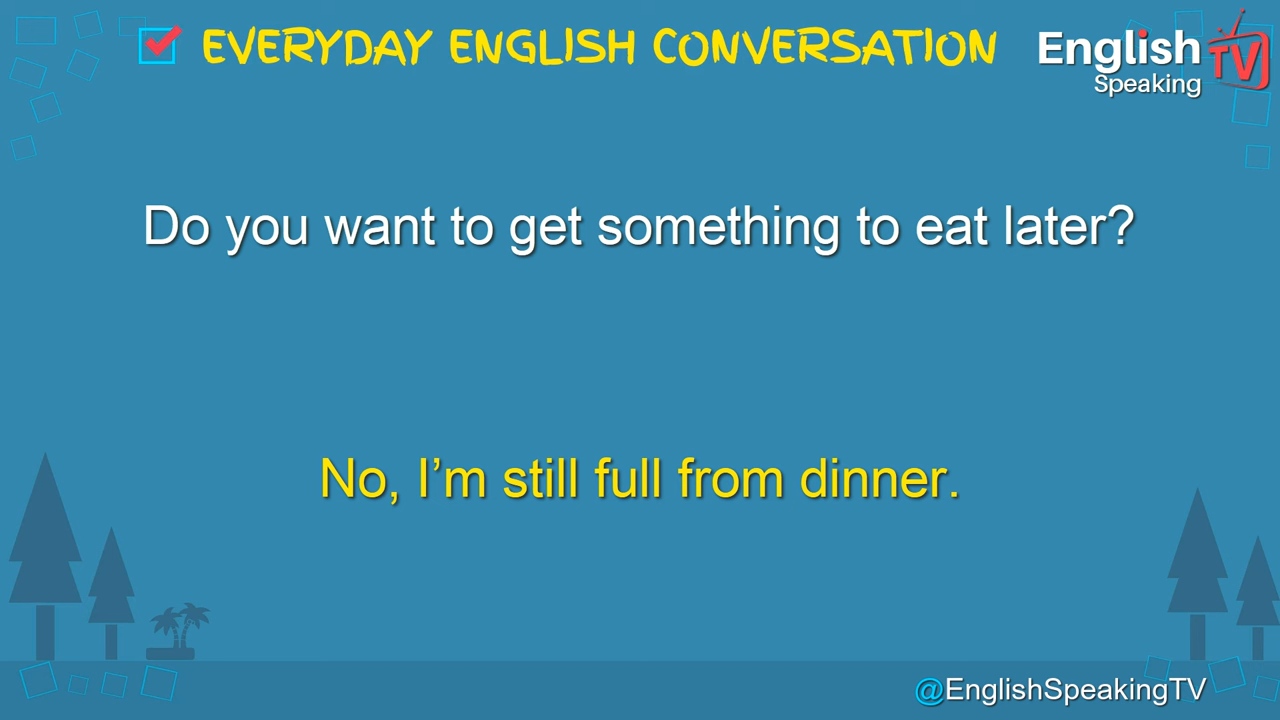 EVERYDAY ENGLISH CONVERSATION
English
Speaking
TV
Do you want to get something to eat later?
No, I’m still full from dinner.
@EnglishSpeakingTV